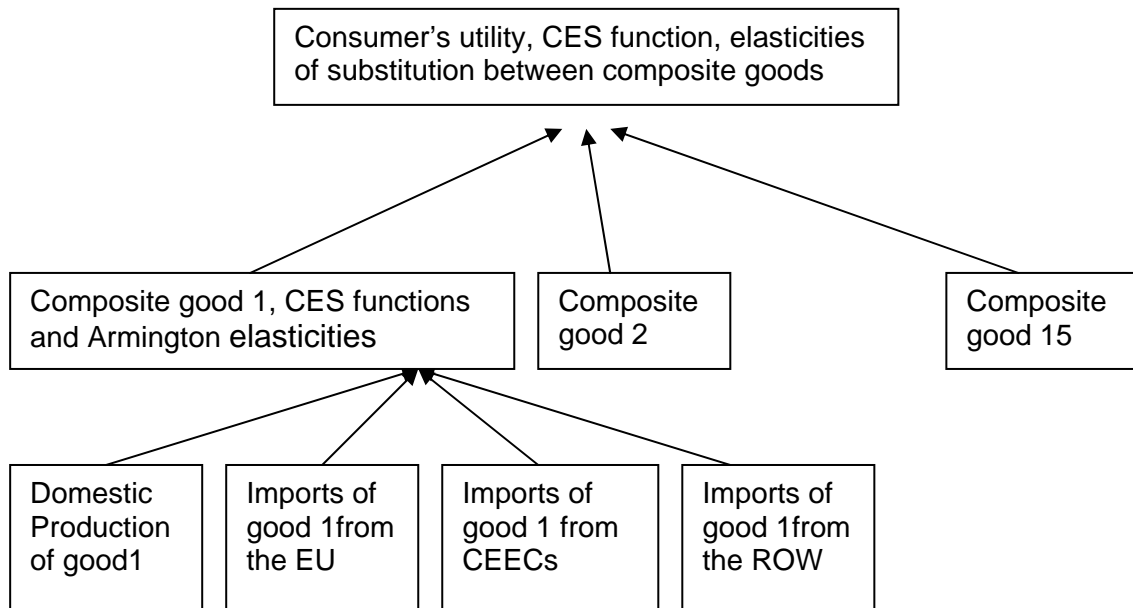 Consumer's utility, CES function, elasticities
of substitution between composite goods
Composite good 1, CES functions
and Armington elasticities
Composite
good 2
Composite
good 15
Domestic
Production
of good1
Imports of
good 1from
the EU
Imports of
good 1 from
CEECs
Imports of
good 1from
the ROW